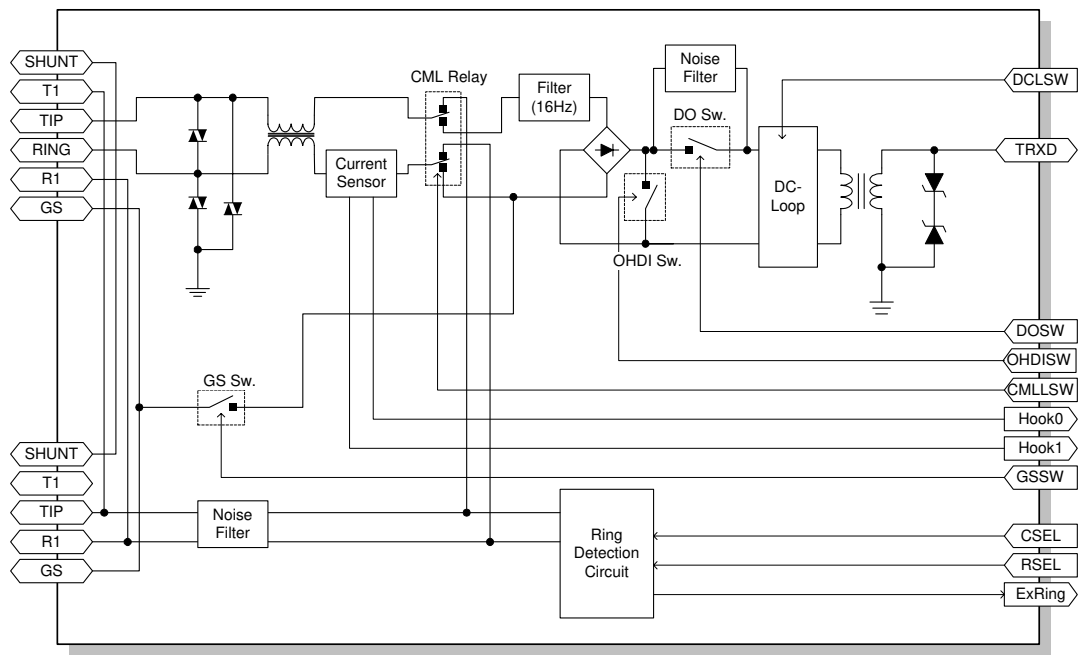 SHUNT
T1
TIP
RING
R1
GS
CML Relay
Filter
(16Hz)
Noise
Filter
DO Sw.
DCLSW
TRXD
Current
Sensor
DC-
Loop
OHDI Sw.
DOSW
OHDISW
CMLLSW
Hook0
Hook1
GSSW
GS Sw.
SHUNT
T1
TIP
R1
GS
Noise
Filter
Ring
Detection
Circuit
CSEL
RSEL
ExRing